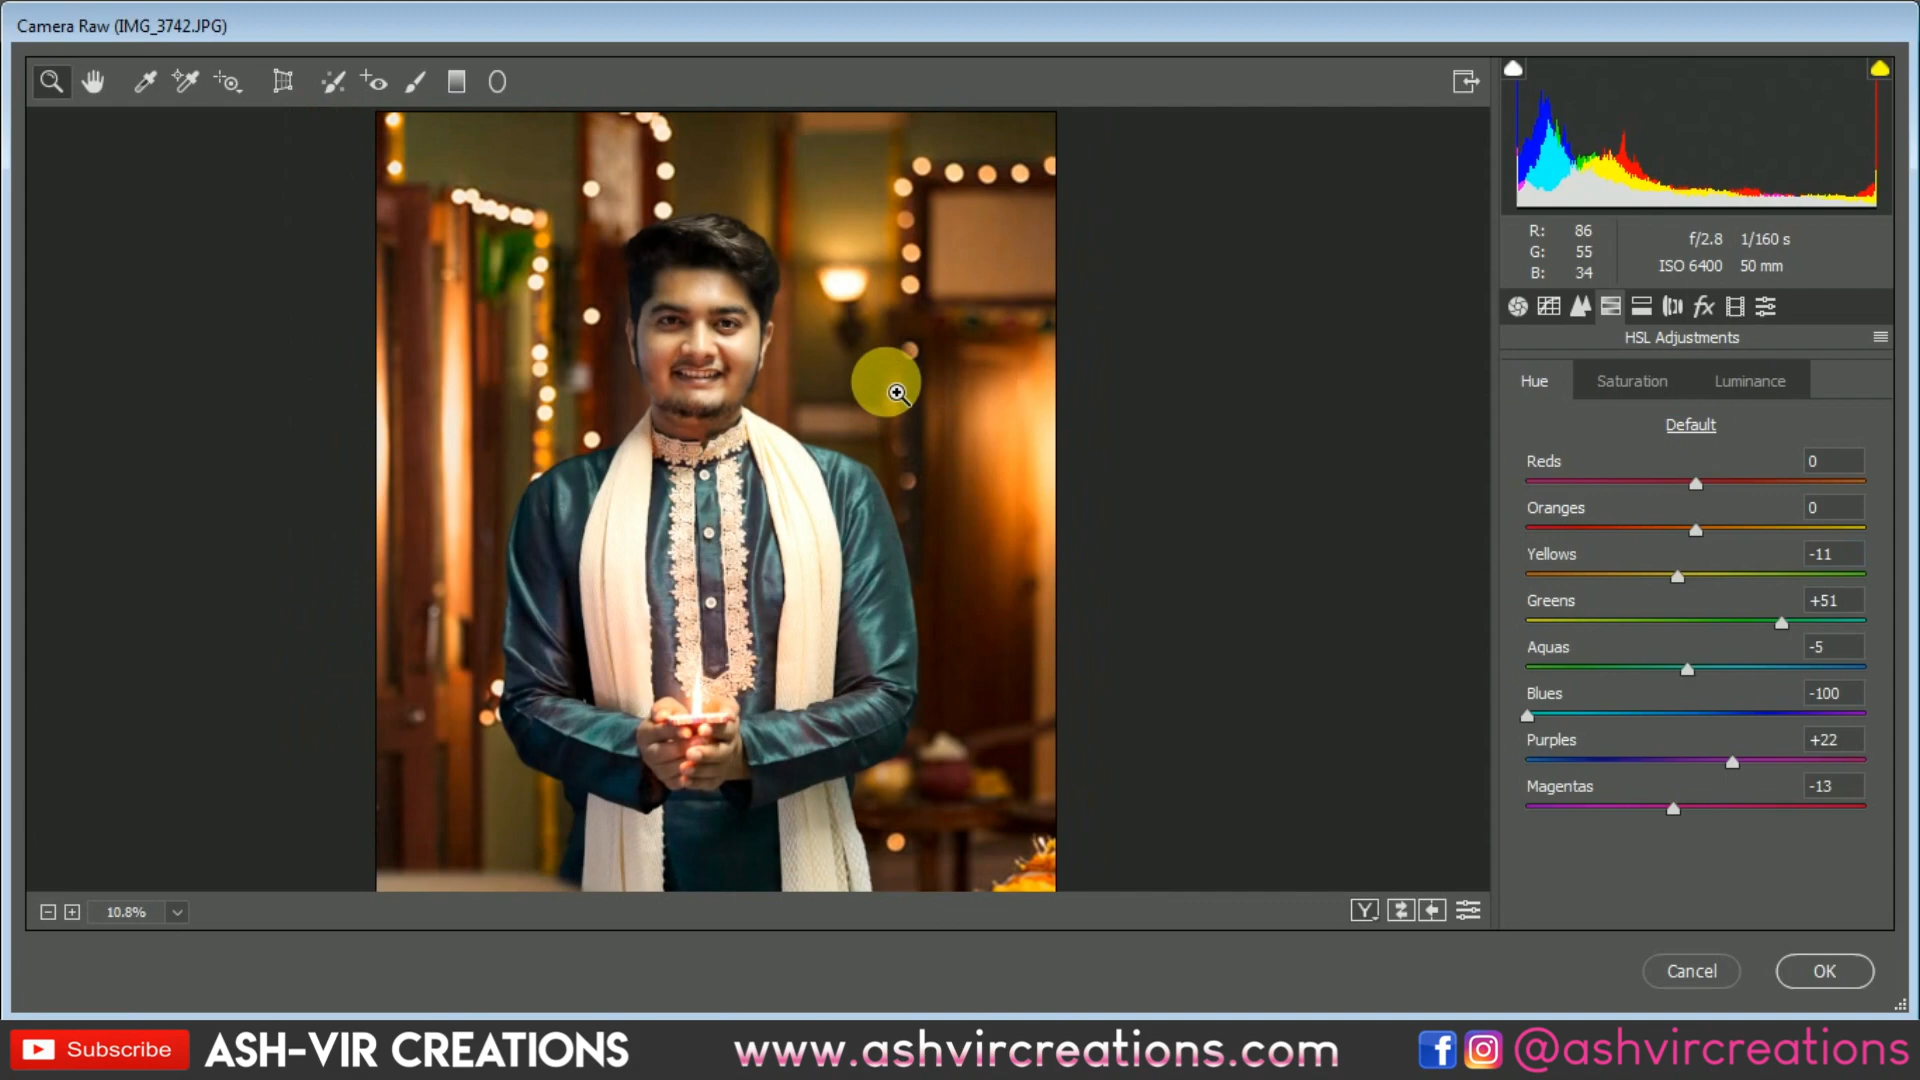 Camera Raw (IMG_3742.JPG)
R: 86
G: 55
B: 34
f/2.8 1/160 s
ISO 6400 50 mm
fx
HSL Adjustments
Hue Saturation Luminance
Default
Reds 0
Oranges 0
Yellows -11
Greens +51
Aquas -5
Blues -100
Purples +22
Magentas -13
10.8%
Y
Cancel OK
Subscribe ASH-VIR CREATIONS www.ashvircreations.com @ashvircreations